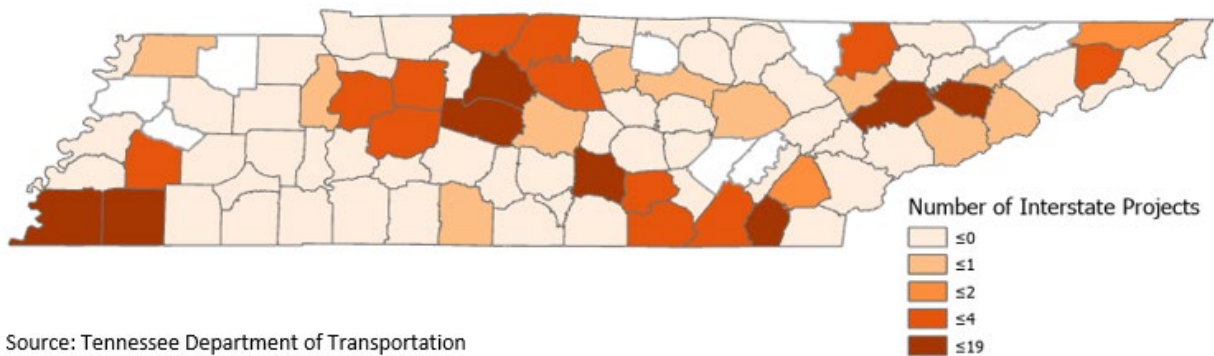 Number of Interstate Projects
≤0
≤1
≤2
≤4
≤19
Source: Tennessee Department of Transportation